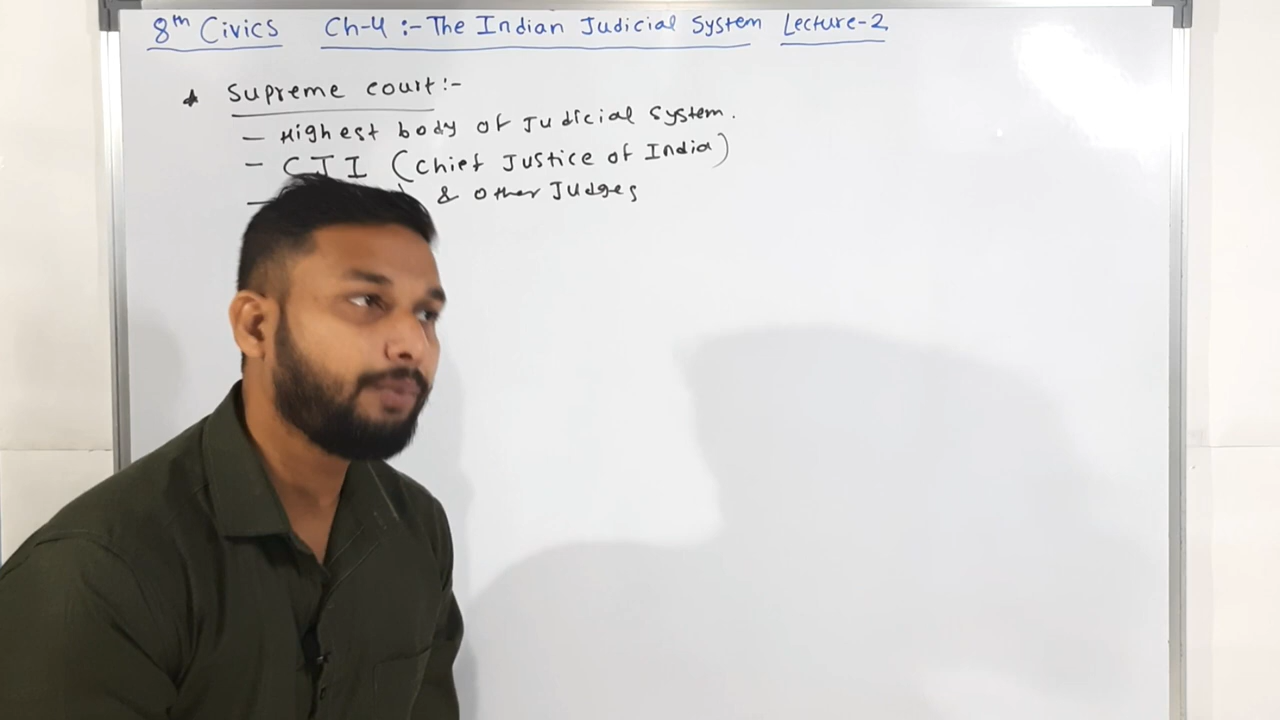 8th Civics Ch-4 :- The Indian Judicial System Lecture-2
* Supreme court :-
- Highest body of Judicial System.
- CJI (Chief Justice of India)
- ) & other Judges